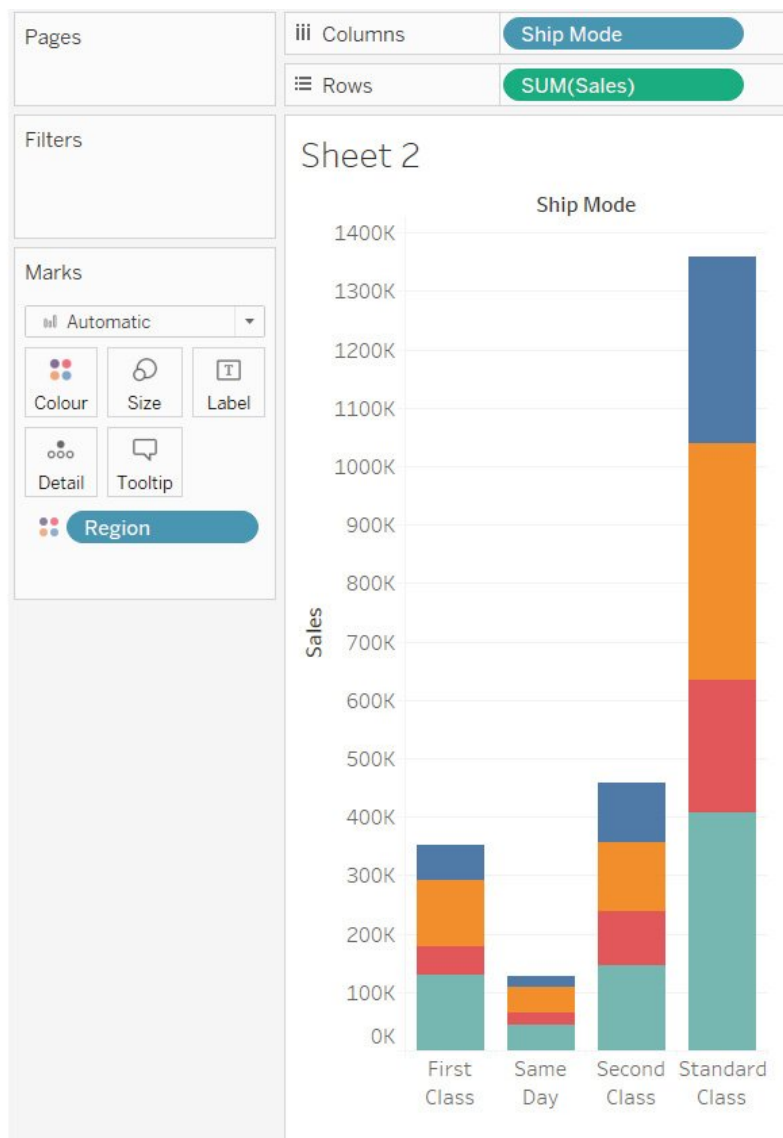 Pages
Columns
Ship Mode
Rows
SUM(Sales)
Filters
Marks
Automatic
Colour
Size
T
Label
Detail
Tooltip
Region
Sheet 2
Ship Mode
1400K
1300K
1200K
1100K
1000K
900K
800K
700K
600K
500K
400K
300K
200K
100K
0K
Sales
First
Class
Same
Day
Second
Class
Standard
Class